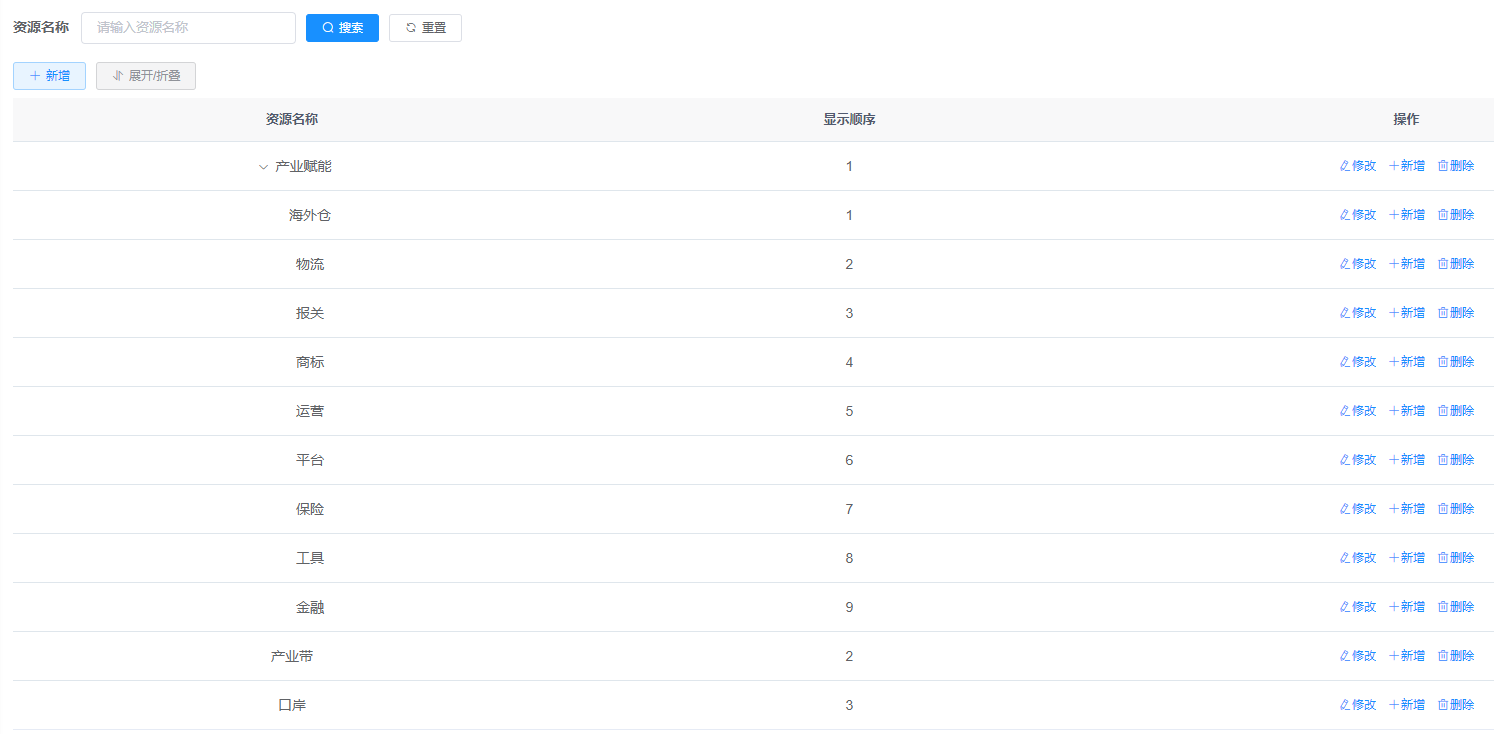 资源名称 请输入资源名称 搜索 重置
新增 展开/折叠
资源名称 显示顺序 操作
产业赋能 1 修改 新增 删除
海外仓 1 修改 新增 删除
物流 2 修改 新增 删除
报关 3 修改 新增 删除
商标 4 修改 新增 删除
运营 5 修改 新增 删除
平台 6 修改 新增 删除
保险 7 修改 新增 删除
工具 8 修改 新增 删除
金融 9 修改 新增 删除
产业带 2 修改 新增 删除
口岸 3 修改 新增 删除